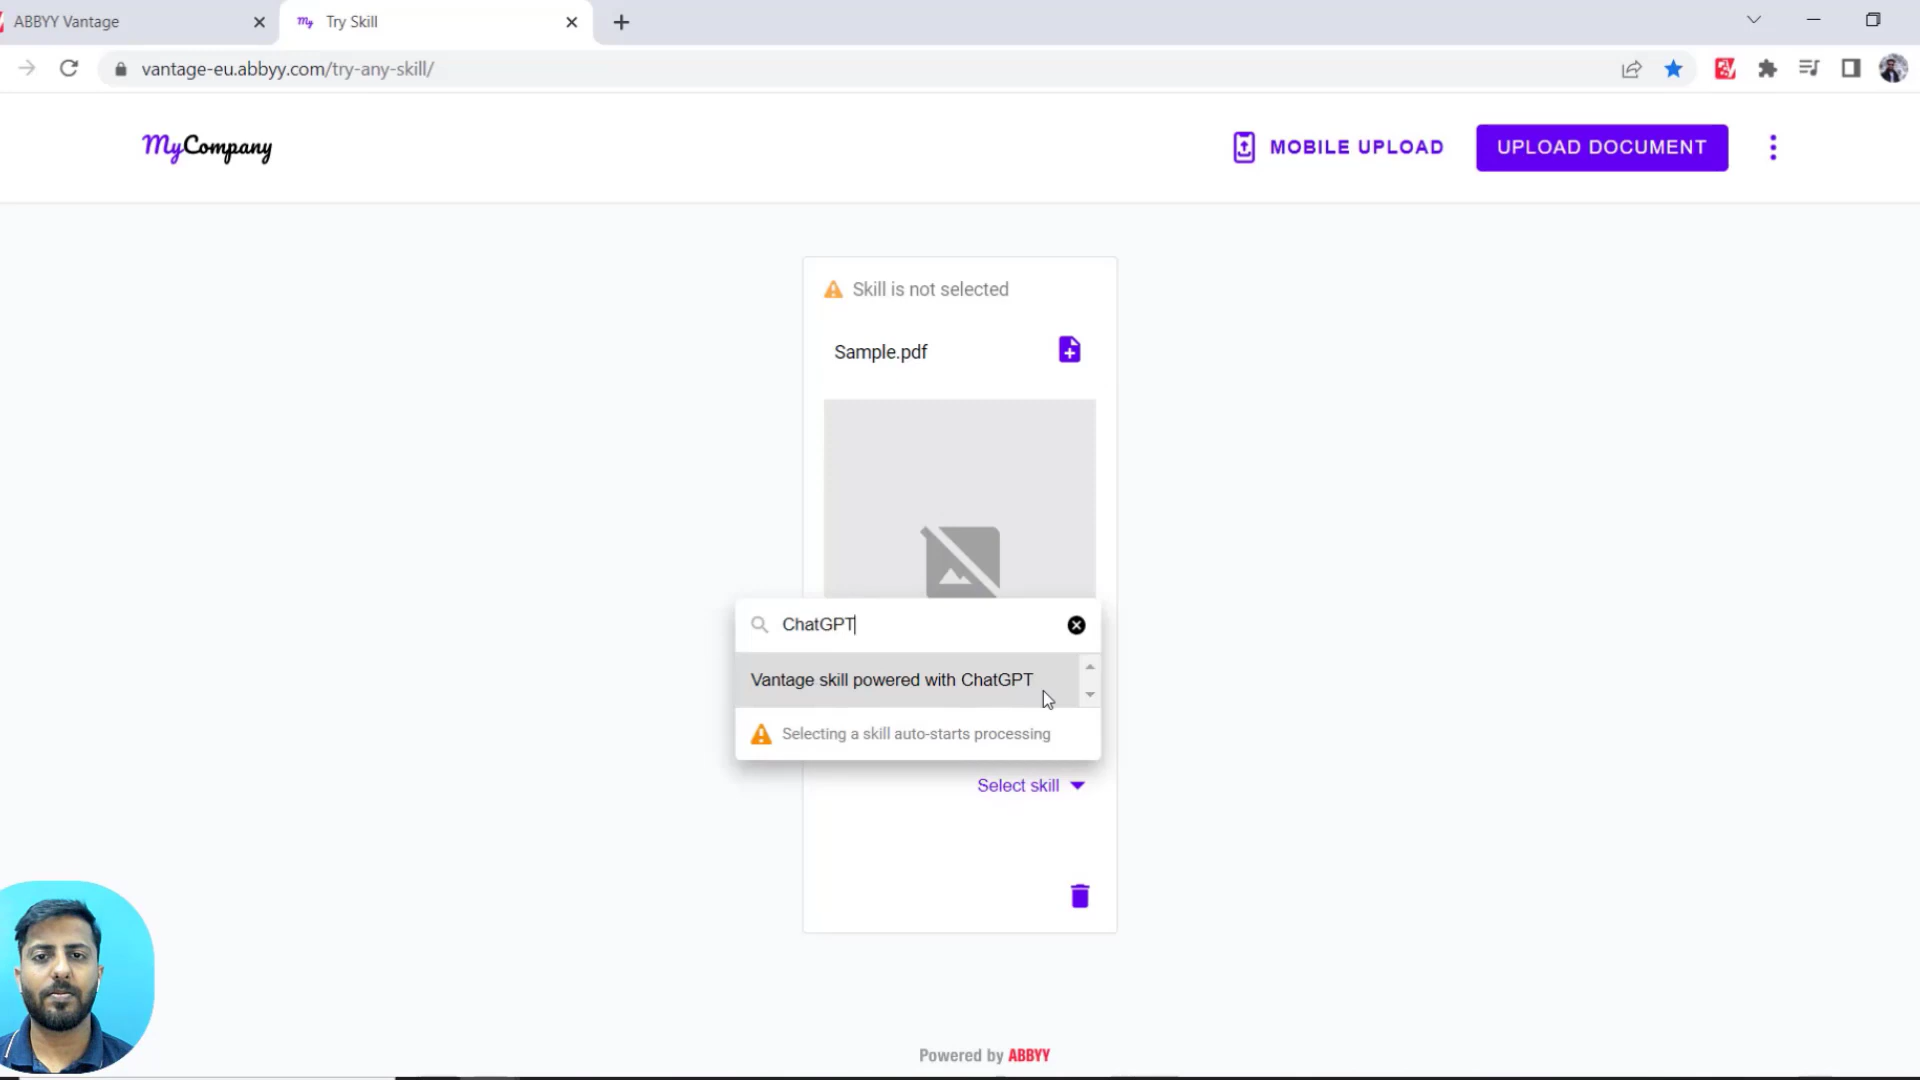 ABBYY Vantage
My Try Skill
vantage-eu.abbyy.com/try-any-skill/
MyCompany
MOBILE UPLOAD
UPLOAD DOCUMENT
Skill is not selected
Sample.pdf
ChatGPT
Vantage skill powered with ChatGPT
Selecting a skill auto-starts processing
Select skill
Powered by ABBYY